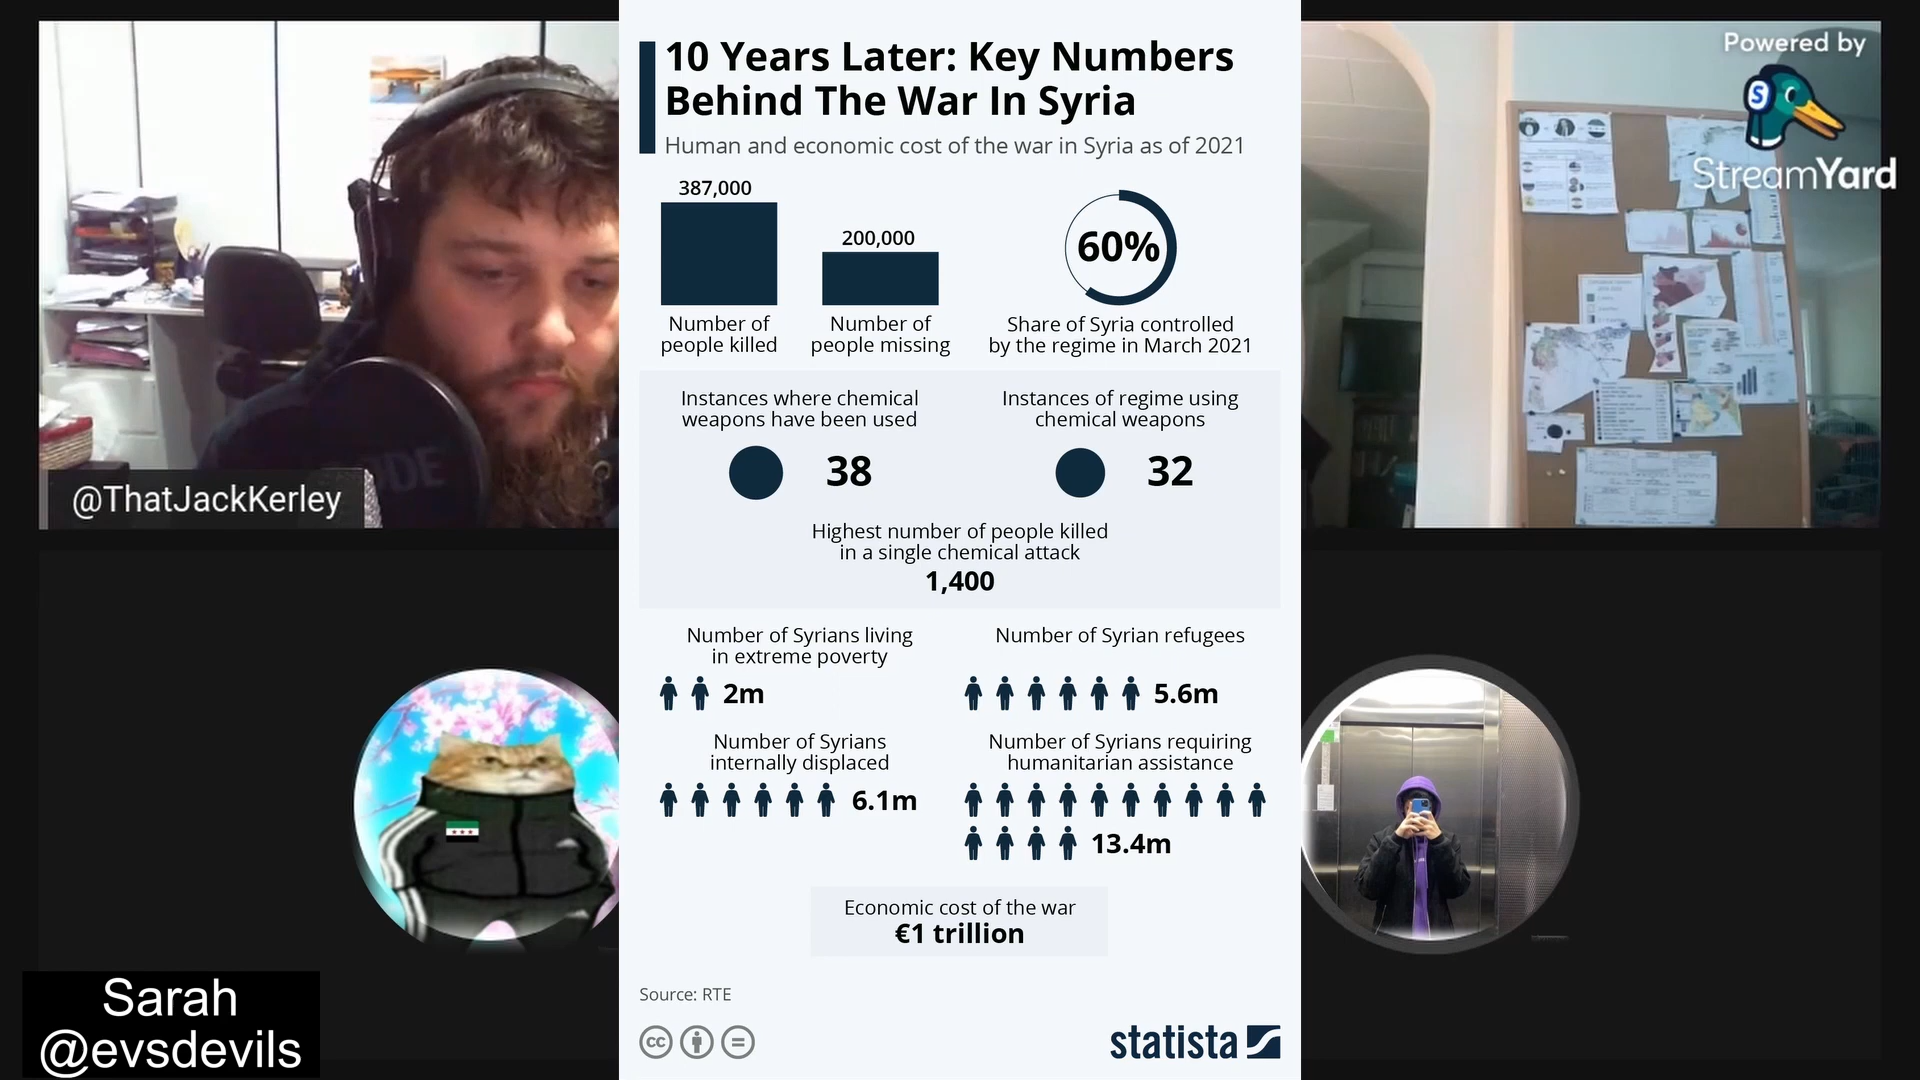 10 Years Later: Key Numbers
Behind The War In Syria
Human and economic cost of the war in Syria as of 2021
387,000
Number of
people killed
200,000
Number of
people missing
60%
Share of Syria controlled
by the regime in March 2021
Instances where chemical
weapons have been used
38
Instances of regime using
chemical weapons
32
Highest number of people killed
in a single chemical attack
1,400
Number of Syrians living
in extreme poverty
2m
Number of Syrian refugees
5.6m
Number of Syrians
internally displaced
6.1m
Number of Syrians requiring
humanitarian assistance
13.4m
Economic cost of the war
€1 trillion
Source: RTE
cc
statista
@ThatJackKerley
Powered by
S
StreamYard
Sarah
@evsdevils